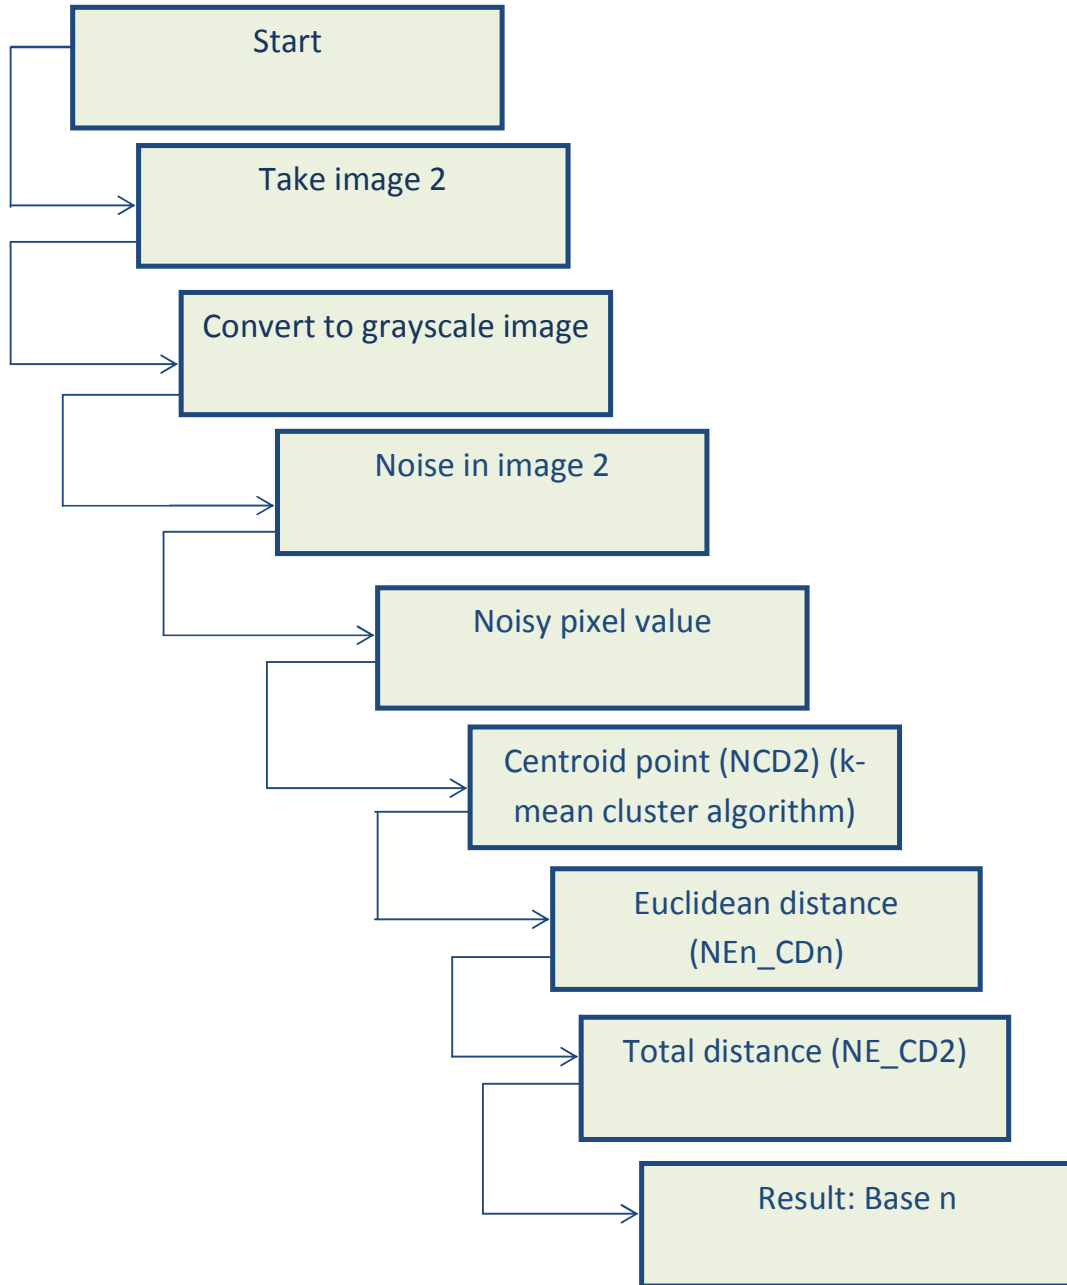 Start
Take image 2
Convert to grayscale image
Noise in image 2
Noisy pixel value
Centroid point (NCD2) (k-
mean cluster algorithm)
Euclidean distance
(NEn_CDn)
Total distance (NE_CD2)
Result: Base n